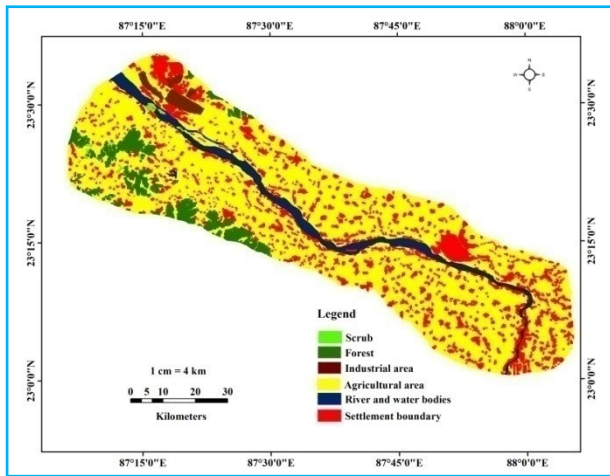 87°15'0"E 87°30'0"E 87°45'0"E 88°0'0"E
23°30'0"N 23°30'0"N
23°15'0"N 23°15'0"N
23°0'0"N 23°0'0"N
N
E
S
Legend
Scrub
Forest
Industrial area
Agricultural area
River and water bodies
Settlement boundary
1 cm = 4 km
0 5 10 20 30
Kilometers
87°15'0"E 87°30'0"E 87°45'0"E 88°0'0"E